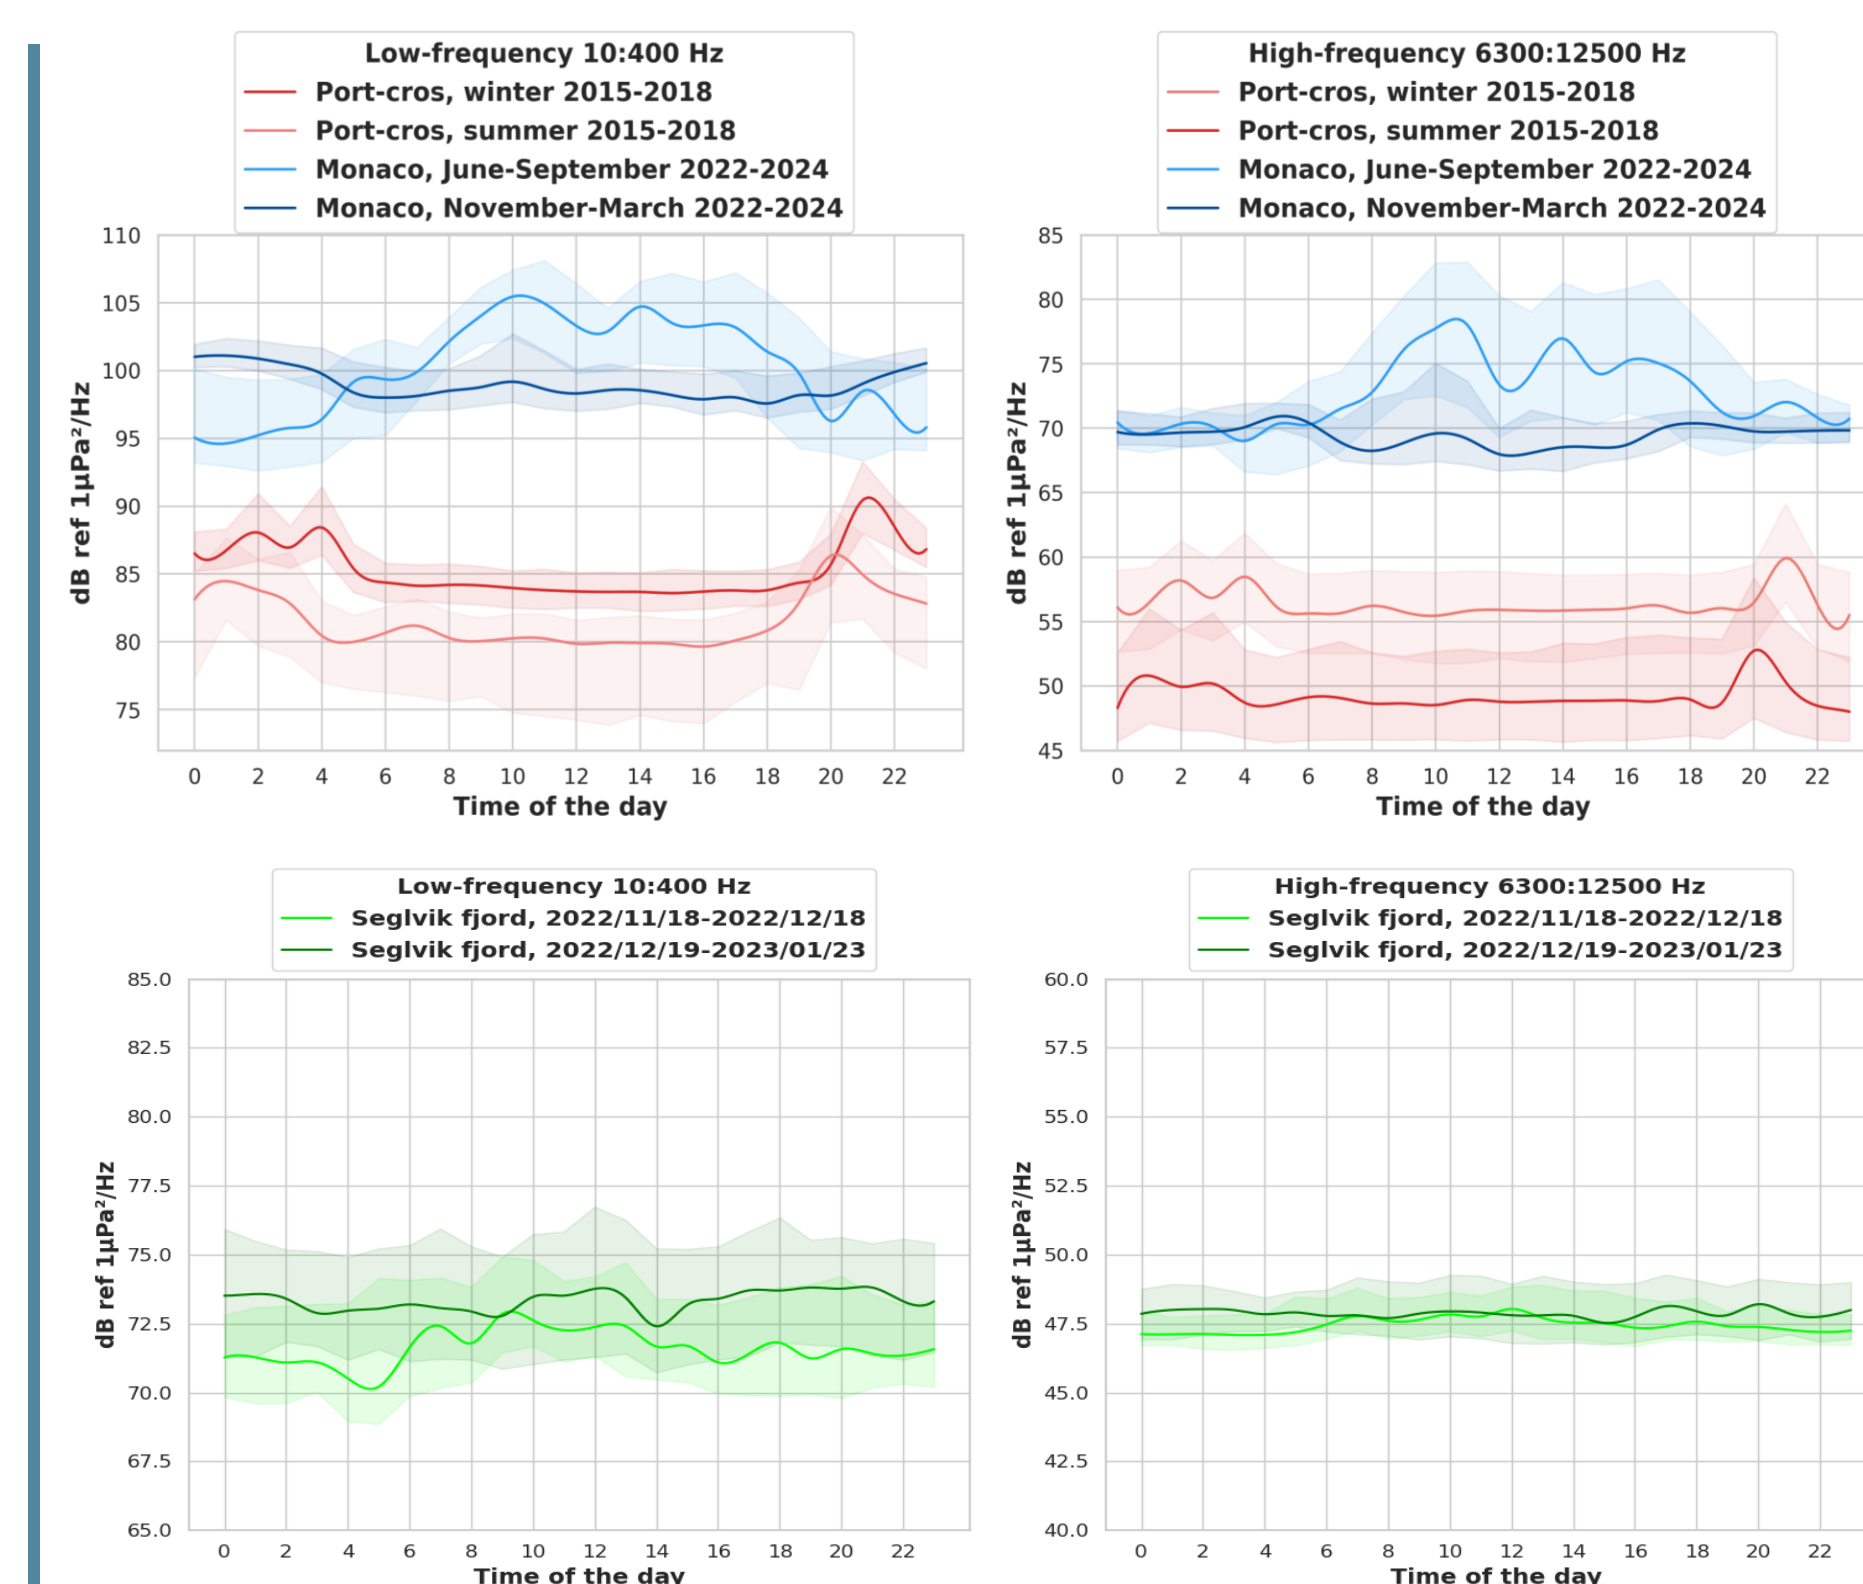 Low-frequency 10:400 Hz
Port-cros, winter 2015-2018
Port-cros, summer 2015-2018
Monaco, June-September 2022-2024
Monaco, November-March 2022-2024
110
105
100
95
90
85
80
75
dB ref 1µPa²/Hz
0 2 4 6 8 10 12 14 16 18 20 22
Time of the day
High-frequency 6300:12500 Hz
Port-cros, winter 2015-2018
Port-cros, summer 2015-2018
Monaco, June-September 2022-2024
Monaco, November-March 2022-2024
85
80
75
70
65
60
55
50
45
dB ref 1µPa²/Hz
0 2 4 6 8 10 12 14 16 18 20 22
Time of the day
Low-frequency 10:400 Hz
Seglvik fjord, 2022/11/18-2022/12/18
Seglvik fjord, 2022/12/19-2023/01/23
85.0
82.5
80.0
77.5
75.0
72.5
70.0
67.5
65.0
dB ref 1µPa²/Hz
0 2 4 6 8 10 12 14 16 18 20 22
Time of the day
High-frequency 6300:12500 Hz
Seglvik fjord, 2022/11/18-2022/12/18
Seglvik fjord, 2022/12/19-2023/01/23
60.0
57.5
55.0
52.5
50.0
47.5
45.0
42.5
40.0
dB ref 1µPa²/Hz
0 2 4 6 8 10 12 14 16 18 20 22
Time of the day